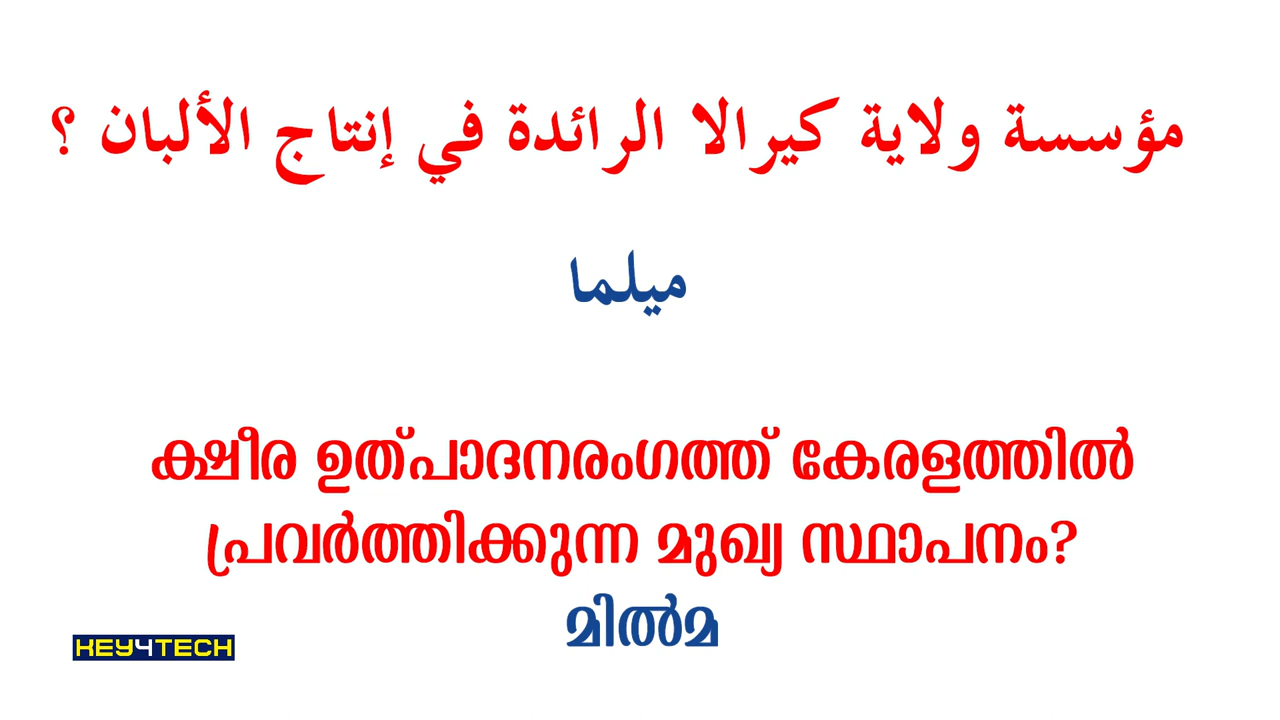 مؤسسة ولاية كيرالا الرائدة في إنتاج الألبان ؟
ميلما
ക്ഷീര ഉത്പാദനരംഗത്ത് കേരളത്തിൽ
പ്രവർത്തിക്കുന്ന മുഖ്യ സ്ഥാപനം?
മിൽമ
KEY4TECH